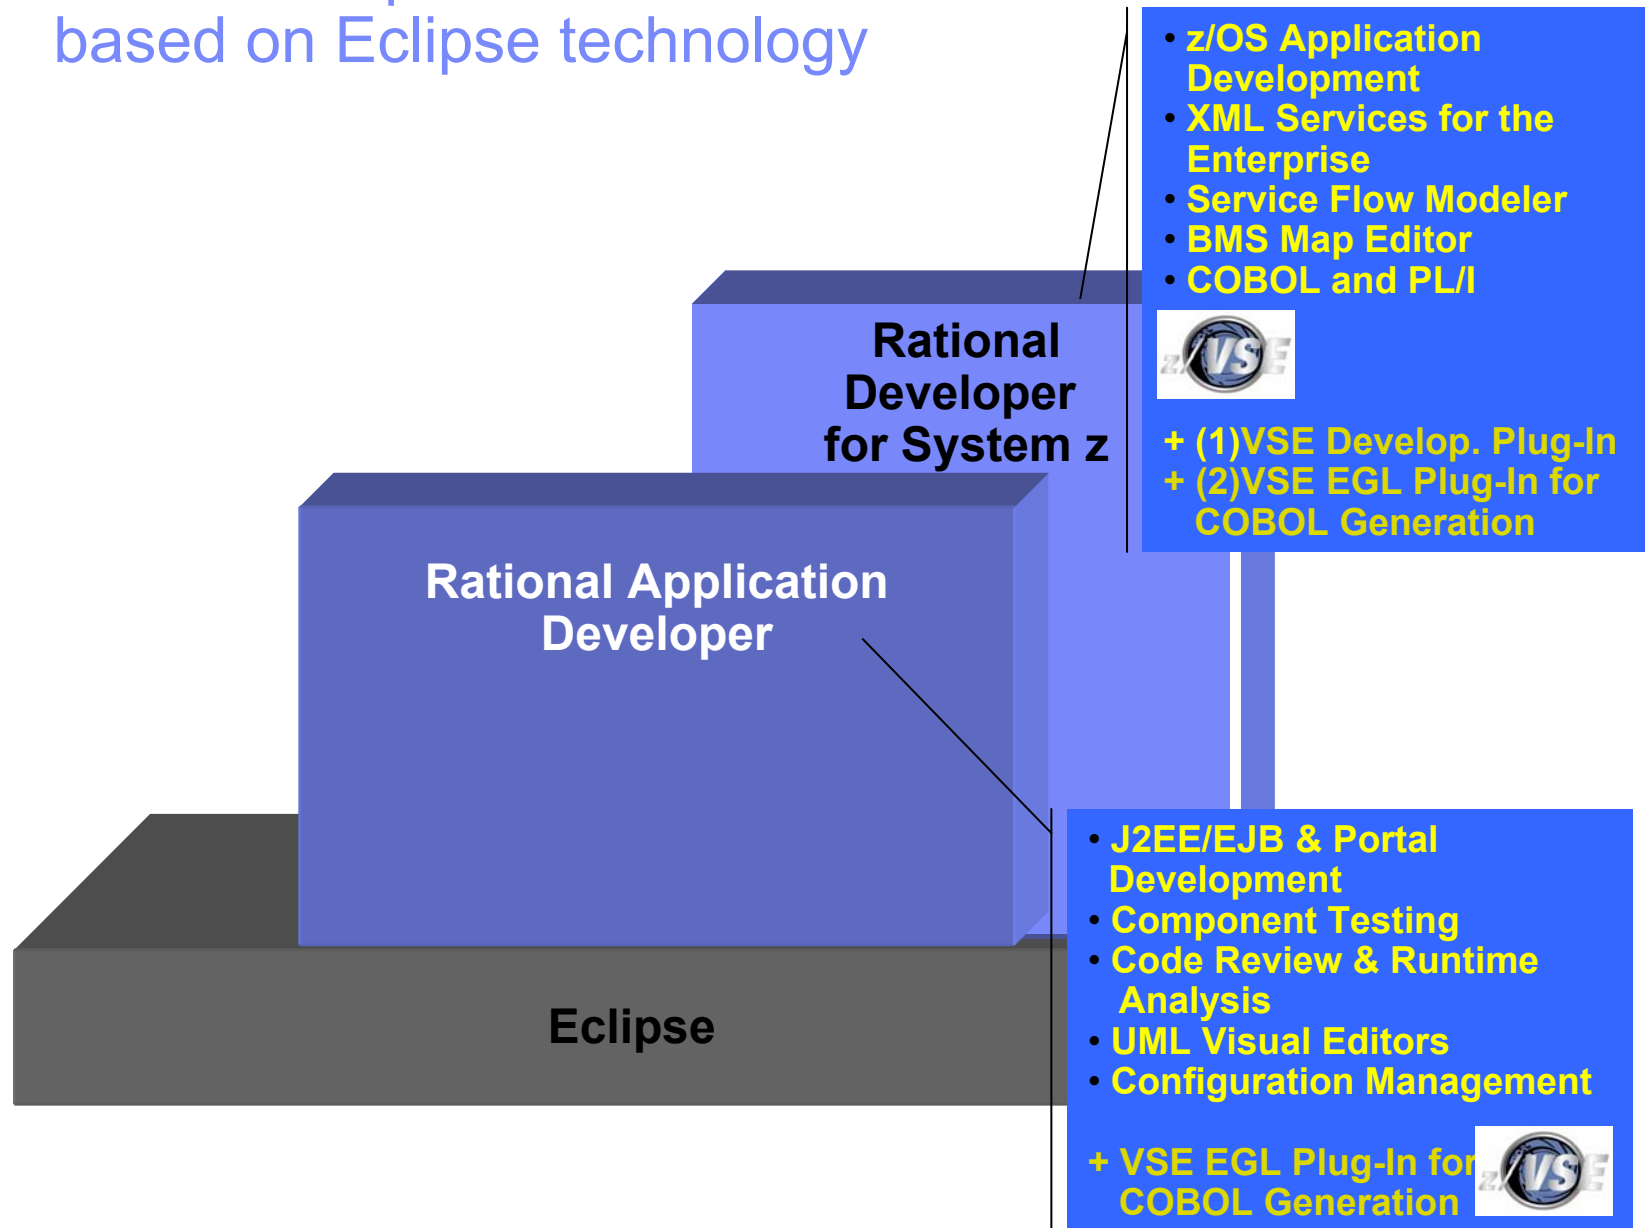 based on Eclipse technology
• z/OS Application
Development
• XML Services for the
Enterprise
• Service Flow Modeler
• BMS Map Editor
• COBOL and PL/I
z/VSE
+ (1)VSE Develop. Plug-In
+ (2)VSE EGL Plug-In for
COBOL Generation
Rational
Developer
for System z
Rational Application
Developer
Eclipse
• J2EE/EJB & Portal
Development
• Component Testing
• Code Review & Runtime
Analysis
• UML Visual Editors
• Configuration Management
+ VSE EGL Plug-In for
COBOL Generation
z/VSE